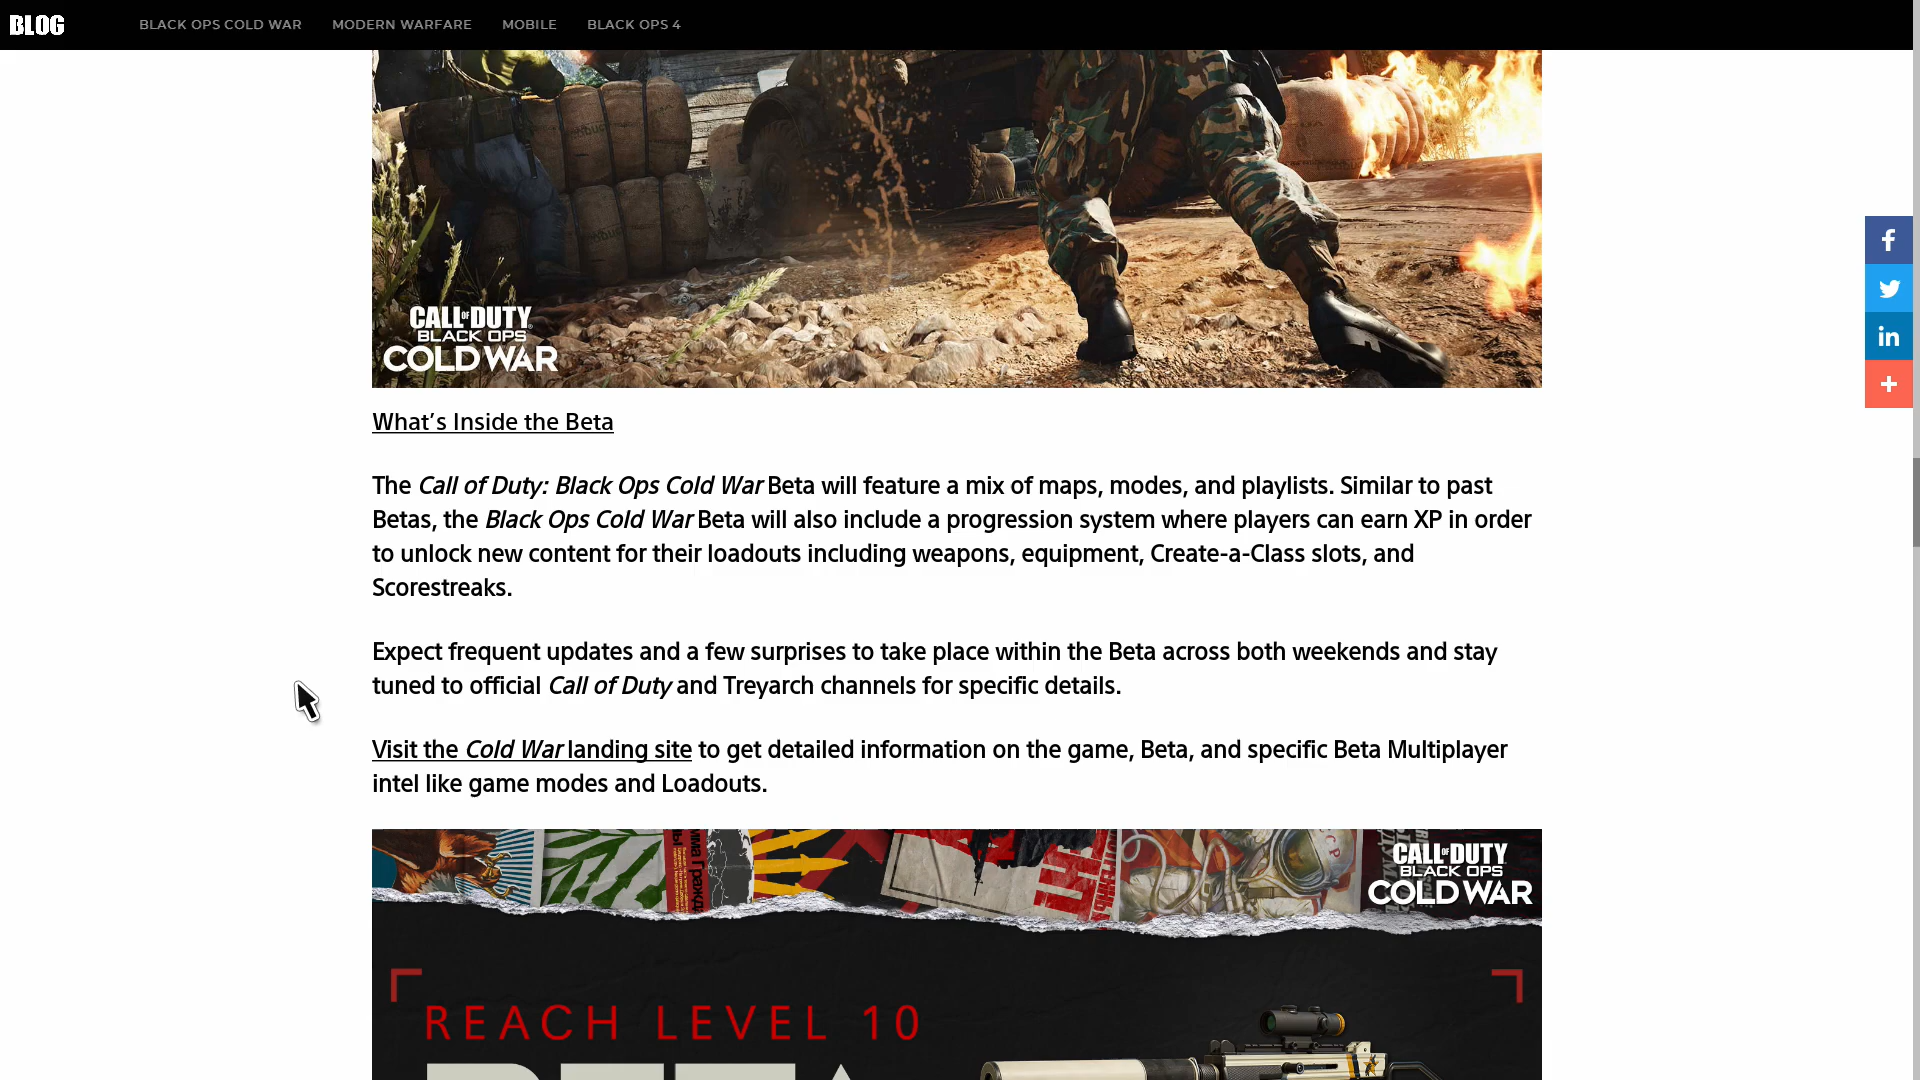 BLOG
BLACK OPS COLD WAR
MODERN WARFARE
MOBILE
BLACK OPS 4
CALL OF DUTY
BLACK OPS
COLD WAR
What’s Inside the Beta
The Call of Duty: Black Ops Cold War Beta will feature a mix of maps, modes, and playlists. Similar to past
Betas, the Black Ops Cold War Beta will also include a progression system where players can earn XP in order
to unlock new content for their loadouts including weapons, equipment, Create-a-Class slots, and
Scorestreaks.
Expect frequent updates and a few surprises to take place within the Beta across both weekends and stay
tuned to official Call of Duty and Treyarch channels for specific details.
Visit the Cold War landing site to get detailed information on the game, Beta, and specific Beta Multiplayer
intel like game modes and Loadouts.
CALL OF DUTY
BLACK OPS
COLD WAR
REACH LEVEL 10